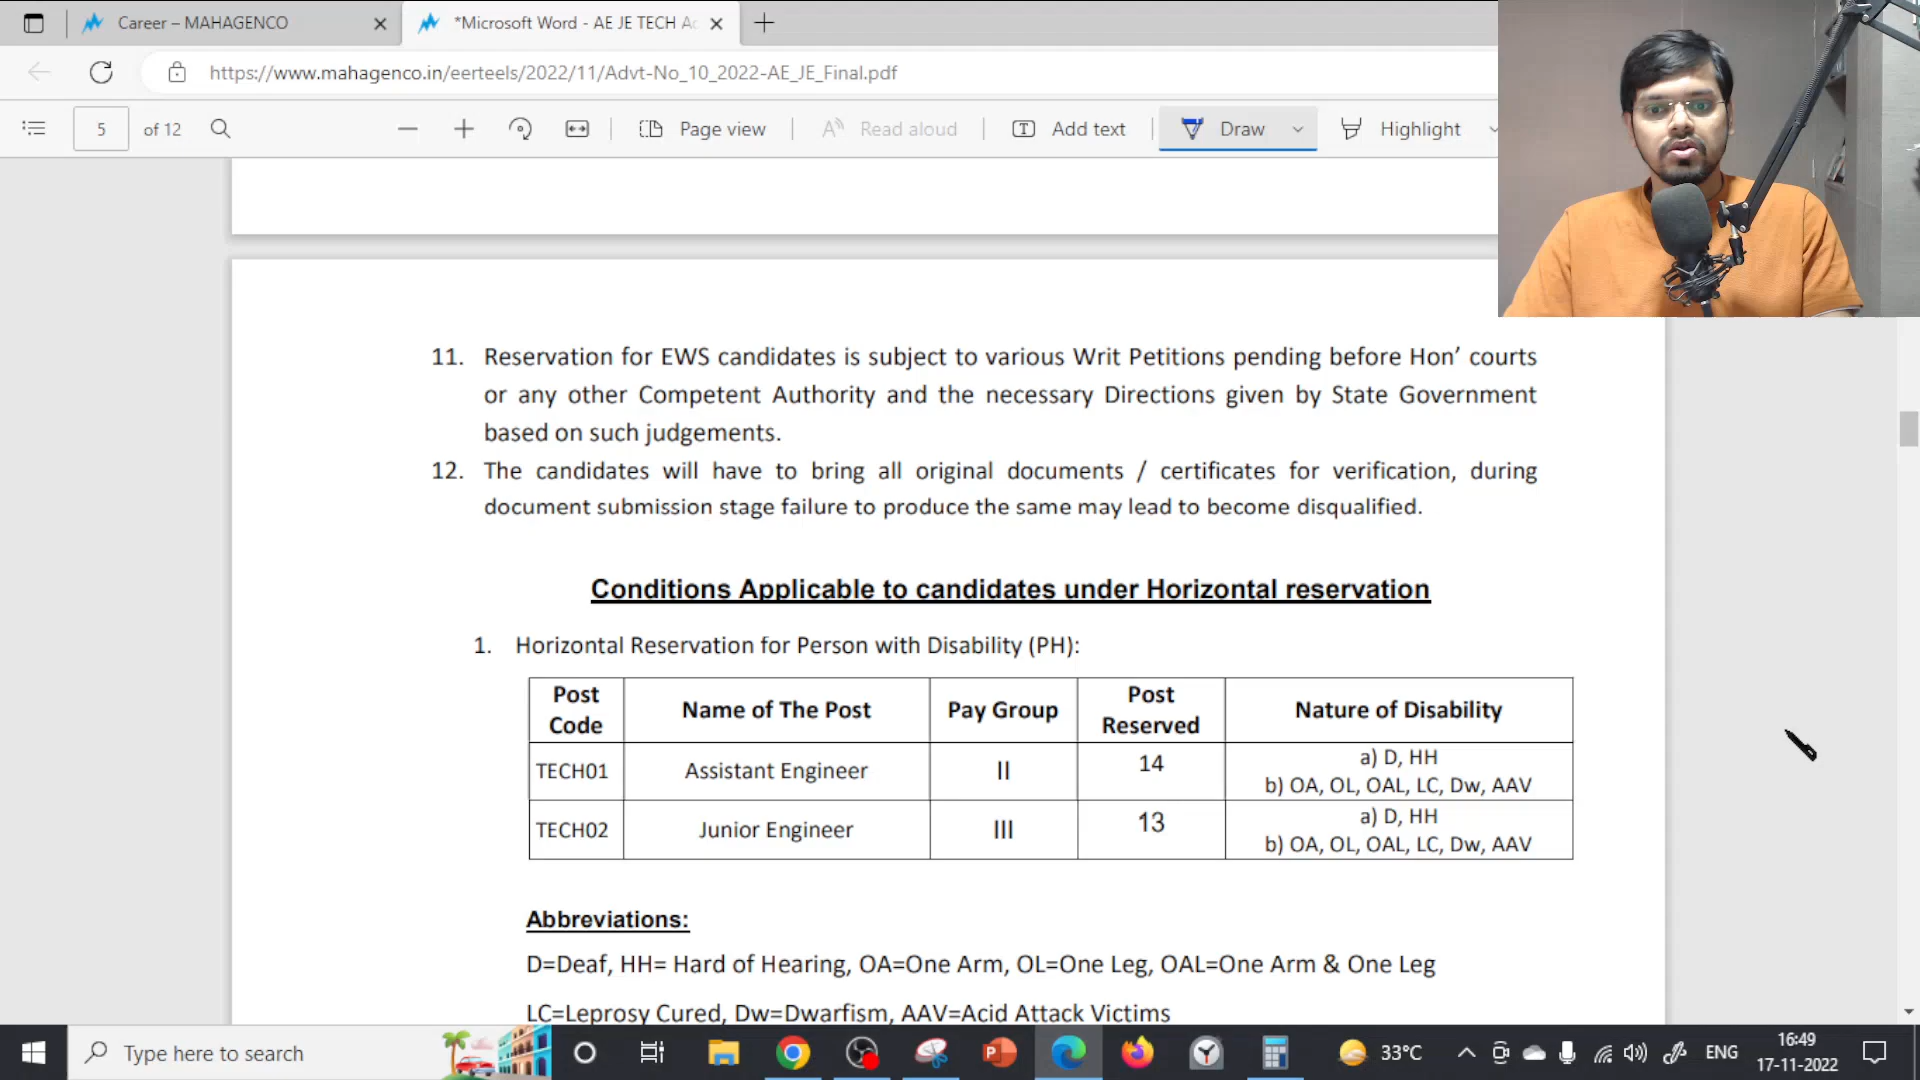 Career – MAHAGENCO
*Microsoft Word - AE JE TECH Ad
https://www.mahagenco.in/eerteels/2022/11/Advt-No_10_2022-AE_JE_Final.pdf
5 of 12
Page view
Read aloud
Add text
Draw
Highlight
11. Reservation for EWS candidates is subject to various Writ Petitions pending before Hon’ courts
or any other Competent Authority and the necessary Directions given by State Government
based on such judgements.
12. The candidates will have to bring all original documents / certificates for verification, during
document submission stage failure to produce the same may lead to become disqualified.
Conditions Applicable to candidates under Horizontal reservation
1. Horizontal Reservation for Person with Disability (PH):
Post Code Name of The Post Pay Group Post Reserved Nature of Disability
TECH01 Assistant Engineer II 14 a) D, HH
b) OA, OL, OAL, LC, Dw, AAV
TECH02 Junior Engineer III 13 a) D, HH
b) OA, OL, OAL, LC, Dw, AAV
Abbreviations:
D=Deaf, HH= Hard of Hearing, OA=One Arm, OL=One Leg, OAL=One Arm & One Leg
LC=Leprosy Cured, Dw=Dwarfism, AAV=Acid Attack Victims
Type here to search
33°C
ENG
16:49
17-11-2022